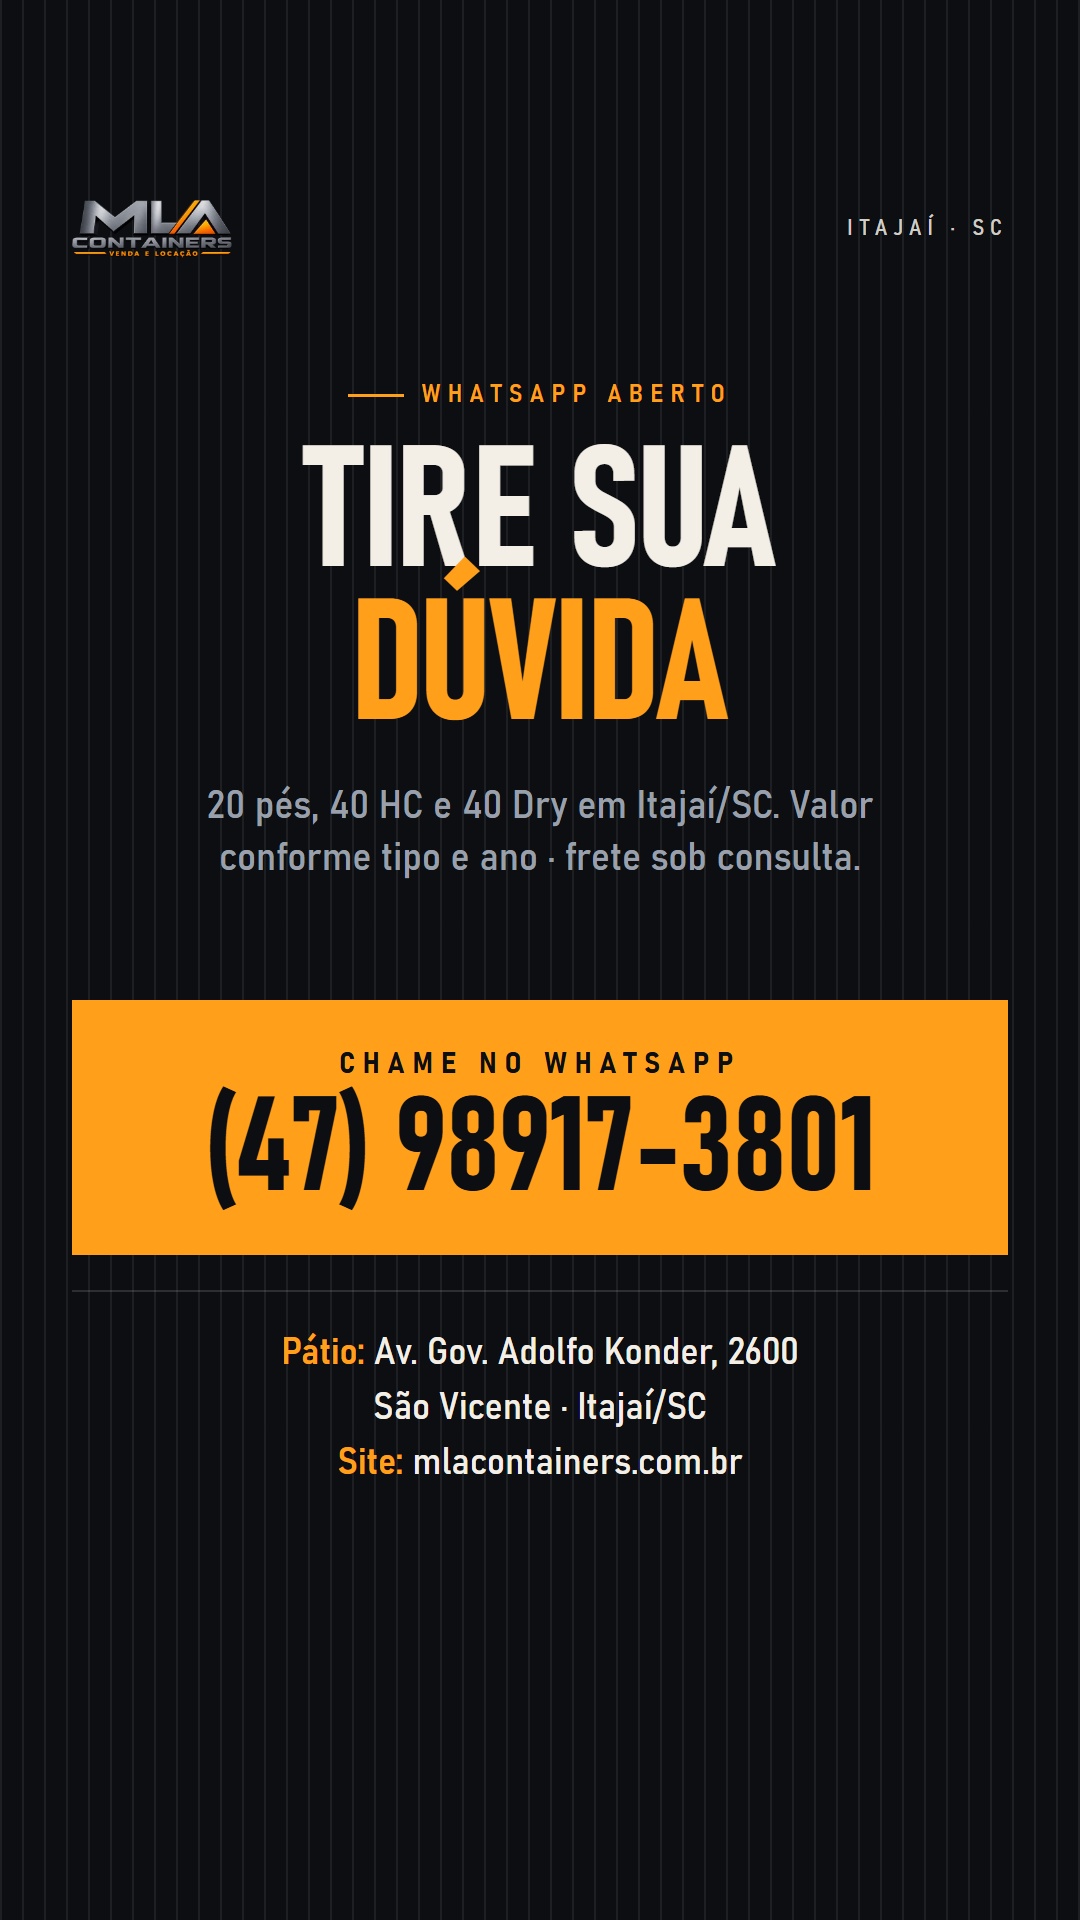 MLA
CONTAINERS
VENDA E LOCAÇÃO
ITAJAÍ · SC
WHATSAPP ABERTO
TIRE SUA
DÚVIDA
20 pés, 40 HC e 40 Dry em Itajaí/SC. Valor
conforme tipo e ano · frete sob consulta.
CHAME NO WHATSAPP
(47) 98917-3801
Pátio: Av. Gov. Adolfo Konder, 2600
São Vicente · Itajaí/SC
Site: mlacontainers.com.br